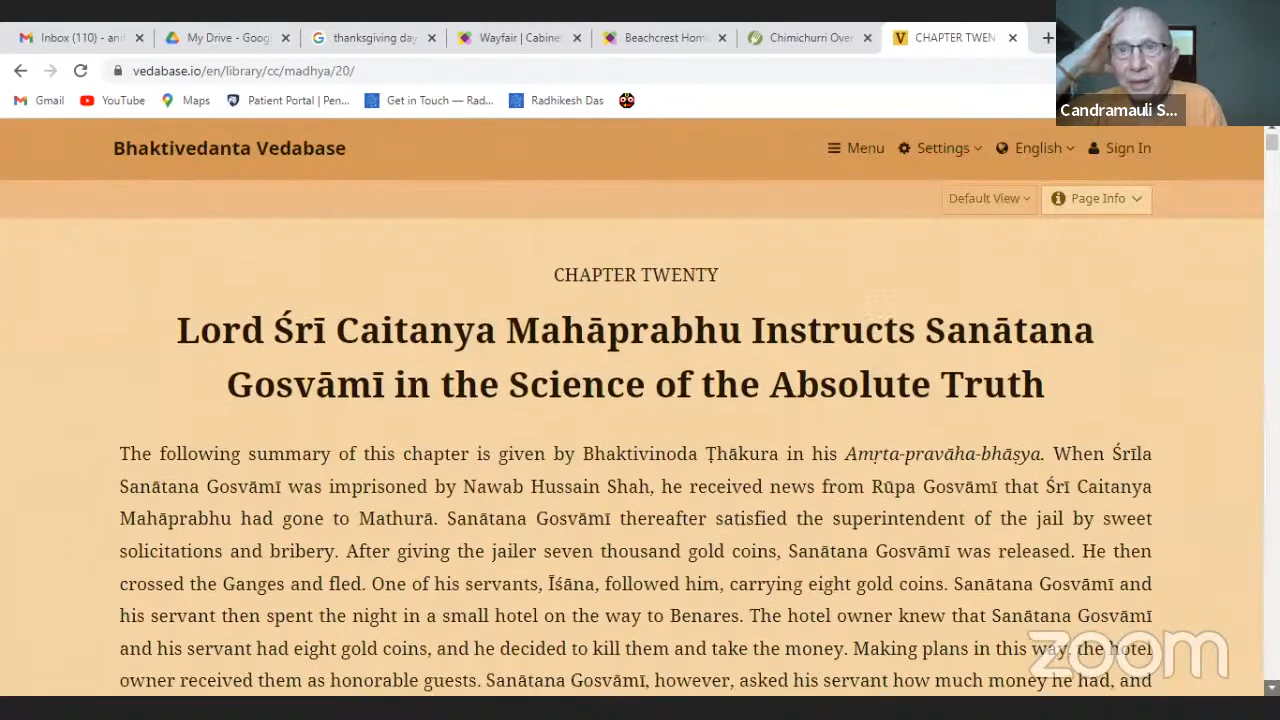 Inbox (110) - ani
My Drive - Goog
thanksgiving day
Wayfair | Cabine
Beachcrest Hom
Chimichurri Over
CHAPTER TWEN
vedabase.io/en/library/cc/madhya/20/
Gmail
YouTube
Maps
Patient Portal | Pen...
Get in Touch — Rad...
Radhikesh Das
Candramauli S...
Bhaktivedanta Vedabase
Menu
Settings
English
Sign In
Default View
Page Info
CHAPTER TWENTY
Lord Śrī Caitanya Mahāprabhu Instructs Sanātana
Gosvāmī in the Science of the Absolute Truth
The following summary of this chapter is given by Bhaktivinoda Ṭhākura in his Amṛta-pravāha-bhāṣya. When Śrīla
Sanātana Gosvāmī was imprisoned by Nawab Hussain Shah, he received news from Rūpa Gosvāmī that Śrī Caitanya
Mahāprabhu had gone to Mathurā. Sanātana Gosvāmī thereafter satisfied the superintendent of the jail by sweet
solicitations and bribery. After giving the jailer seven thousand gold coins, Sanātana Gosvāmī was released. He then
crossed the Ganges and fled. One of his servants, Īśāna, followed him, carrying eight gold coins. Sanātana Gosvāmī and
his servant then spent the night in a small hotel on the way to Benares. The hotel owner knew that Sanātana Gosvāmī
and his servant had eight gold coins, and he decided to kill them and take the money. Making plans in this way, the hotel
owner received them as honorable guests. Sanātana Gosvāmī, however, asked his servant how much money he had, and
zoom